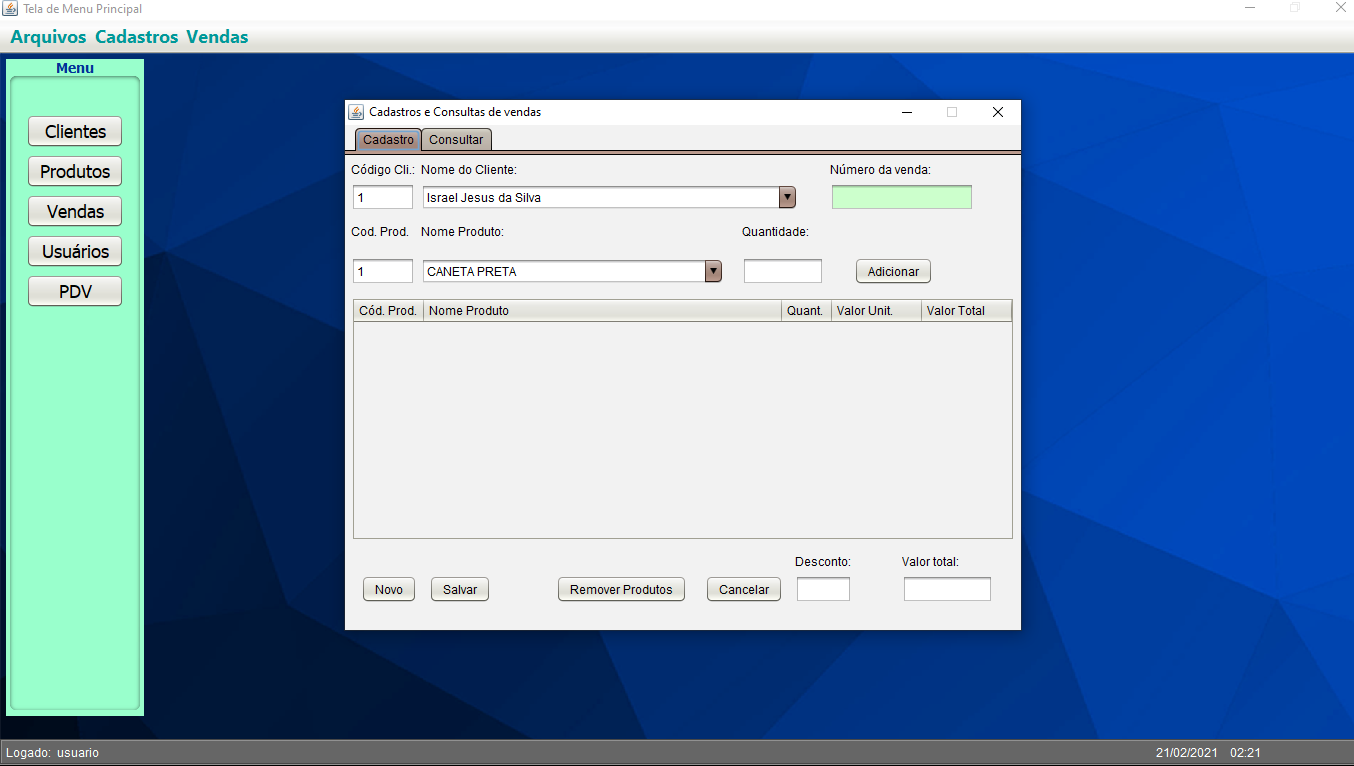 Tela de Menu Principal
Arquivos Cadastros Vendas
Menu
Clientes
Produtos
Vendas
Usuários
PDV
Cadastros e Consultas de vendas
Cadastro Consultar
Código Cli.: Nome do Cliente: Número da venda:
1 Israel Jesus da Silva
Cod. Prod. Nome Produto: Quantidade:
1 CANETA PRETA Adicionar
Cód. Prod. Nome Produto Quant. Valor Unit. Valor Total
Desconto: Valor total:
Novo Salvar Remover Produtos Cancelar
Logado: usuario 21/02/2021 02:21